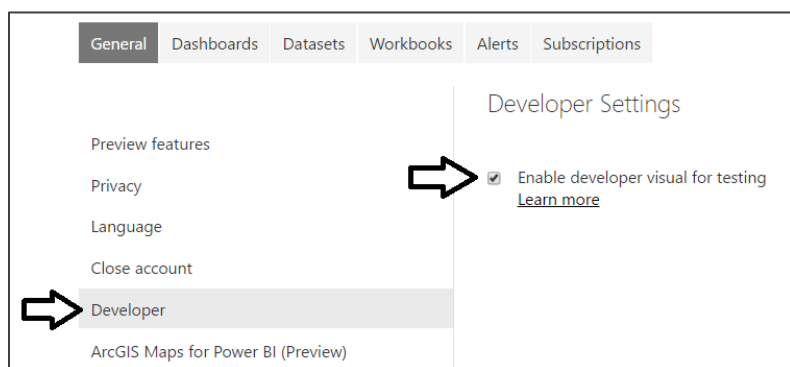 General Dashboards Datasets Workbooks Alerts Subscriptions
Developer Settings
Preview features
Enable developer visual for testing
Privacy
Learn more
Language
Close account
Developer
ArcGIS Maps for Power BI (Preview)